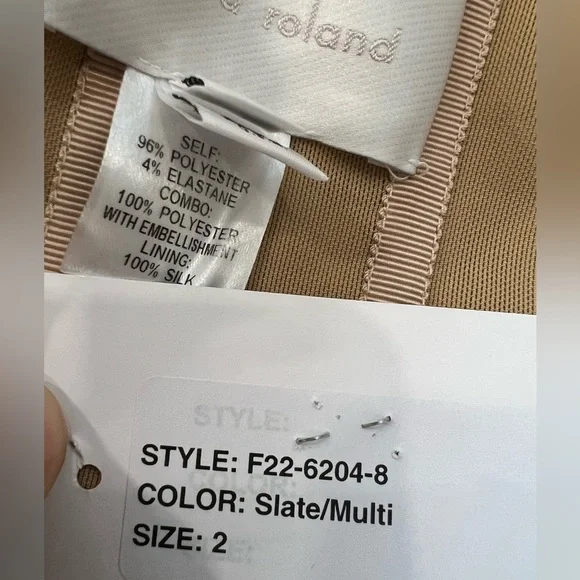 roland
SELF:
96% POLYESTER
4% ELASTANE
COMBO:
100% POLYESTER
WITH EMBELLISHMENT
LINING:
100% SILK
STYLE:
STYLE: F22-6204-8
COLOR: Slate/Multi
SIZE: 2